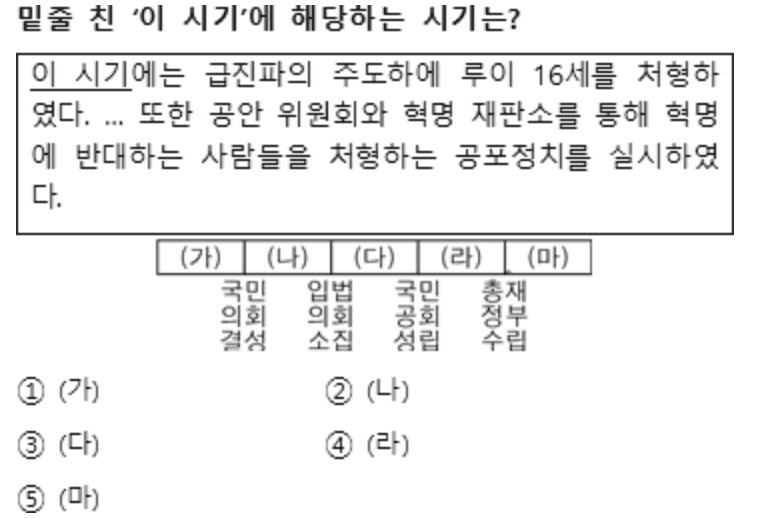 밑줄 친 ‘이 시기’에 해당하는 시기는?
이 시기에는 급진파의 주도하에 루이 16세를 처형하
였다. ... 또한 공안 위원회와 혁명 재판소를 통해 혁명
에 반대하는 사람들을 처형하는 공포정치를 실시하였
다.
(가) (나) (다) (라) (마)
국민 입법 국민 총재
의회 의회 공회 정부
결성 소집 성립 수립
① (가) ② (나)
③ (다) ④ (라)
⑤ (마)